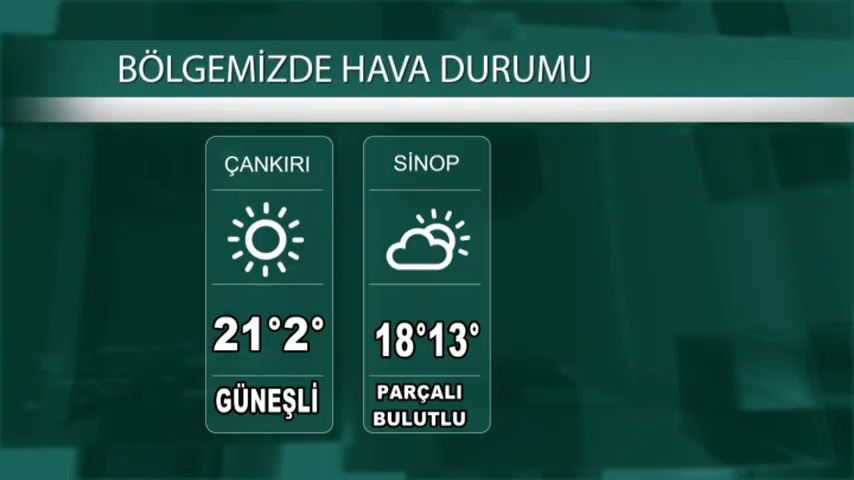 BÖLGEMİZDE HAVA DURUMU
ÇANKIRI
21°2°
GÜNEŞLİ
SİNOP
18°13°
PARÇALI
BULUTLU